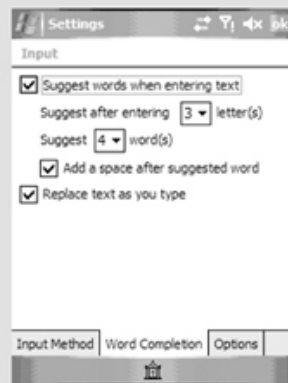 Settings ok
Input
Suggest words when entering text
Suggest after entering 3 letter(s)
Suggest 4 word(s)
Add a space after suggested word
Replace text as you type
Input Method Word Completion Options